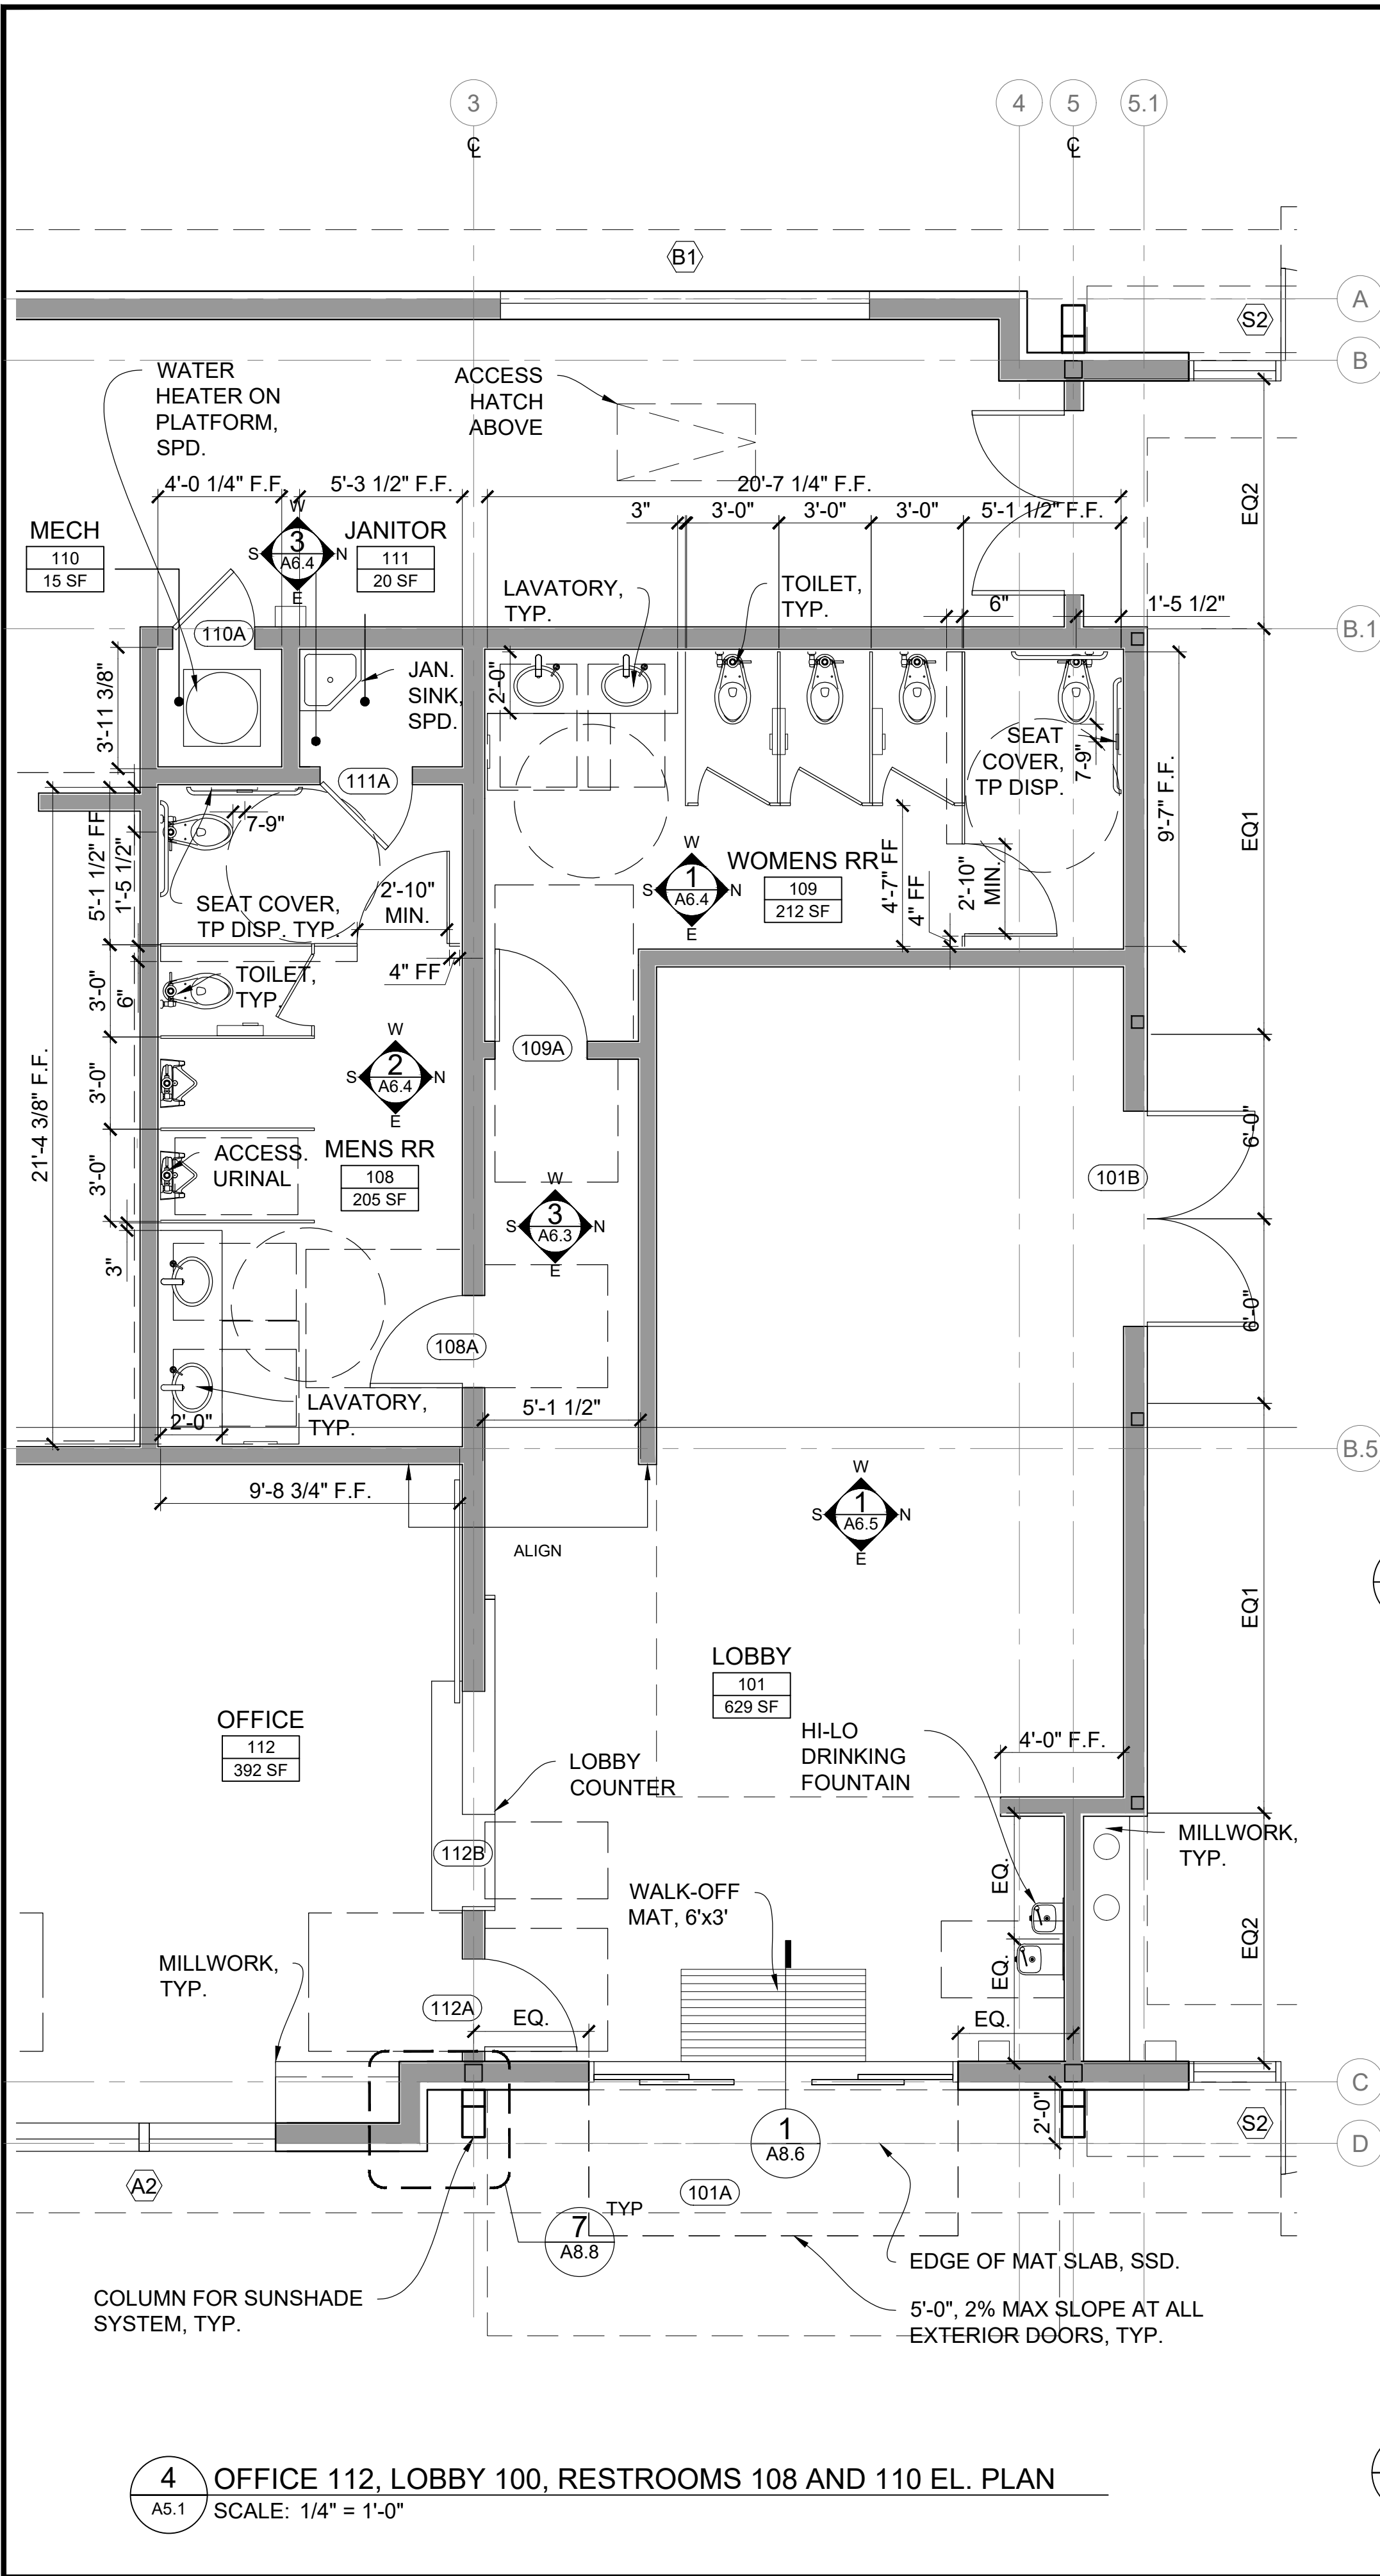 3
4
5
5.1
℄
℄
B1
A
S2
B
WATER
HEATER ON
PLATFORM,
SPD.
ACCESS
HATCH
ABOVE
4'-0 1/4" F.F.
5'-3 1/2" F.F.
20'-7 1/4" F.F.
3"
3'-0"
3'-0"
3'-0"
5'-1 1/2" F.F.
EQ2
MECH
110
15 SF
W
S
3
N
A6.4
E
JANITOR
111
20 SF
LAVATORY,
TYP.
TOILET,
TYP.
6"
1'-5 1/2"
110A
B.1
3'-11 3/8"
JAN.
SINK,
SPD.
2'-0"
SEAT
COVER,
TP DISP.
7-9"
111A
9'-7" F.F.
EQ1
5'-1 1/2" FF
1'-5 1/2"
7-9"
SEAT COVER,
TP DISP. TYP.
2'-10"
MIN.
W
S
1
N
A6.4
E
WOMENS RR
109
212 SF
4'-7" FF
4" FF
2'-10"
MIN.
3'-0"
6"
TOILET,
TYP.
4" FF
109A
W
S
2
N
A6.4
E
3'-0"
21'-4 3/8" F.F.
3'-0"
ACCESS.
URINAL
MENS RR
108
205 SF
W
S
3
N
A6.3
E
101B
6'-0"
6'-0"
3"
108A
LAVATORY,
TYP.
2'-0"
5'-1 1/2"
B.5
9'-8 3/4" F.F.
W
S
1
N
A6.5
E
ALIGN
EQ1
LOBBY
101
629 SF
OFFICE
112
392 SF
HI-LO
DRINKING
FOUNTAIN
4'-0" F.F.
LOBBY
COUNTER
MILLWORK,
TYP.
112B
EQ.
WALK-OFF
MAT, 6'x3'
EQ2
MILLWORK,
TYP.
EQ.
112A
EQ.
EQ.
C
2'-0"
S2
1
A8.6
D
A2
101A
TYP
7
A8.8
EDGE OF MAT SLAB, SSD.
COLUMN FOR SUNSHADE
SYSTEM, TYP.
5'-0", 2% MAX SLOPE AT ALL
EXTERIOR DOORS, TYP.
4
A5.1
OFFICE 112, LOBBY 100, RESTROOMS 108 AND 110 EL. PLAN
SCALE: 1/4" = 1'-0"